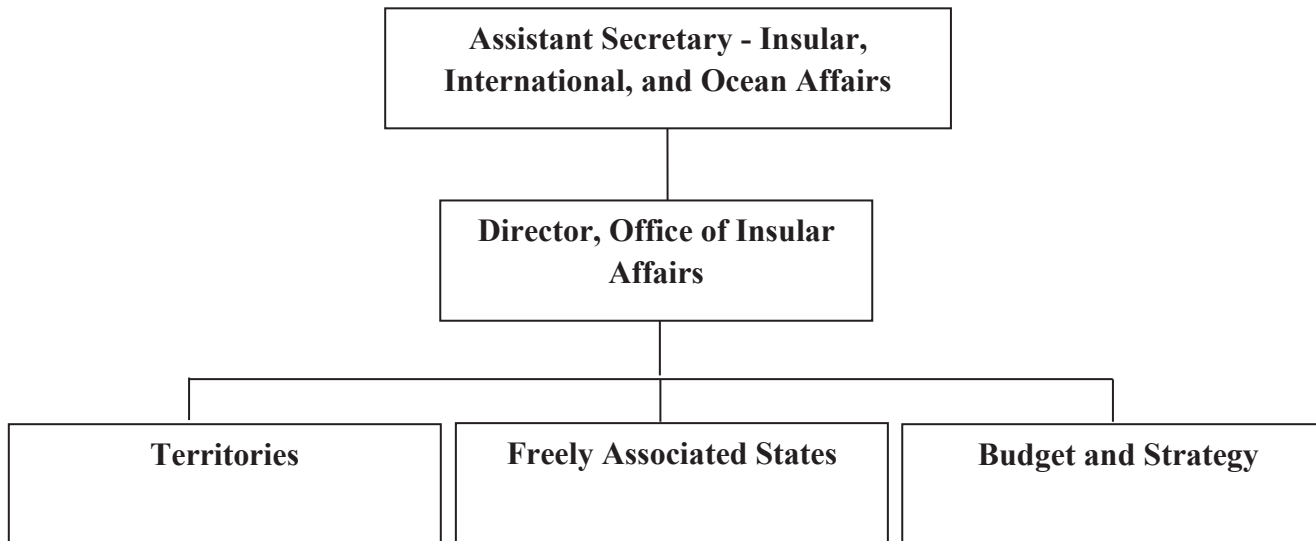 Assistant Secretary - Insular,
International, and Ocean Affairs
Director, Office of Insular
Affairs
Territories
Freely Associated States
Budget and Strategy